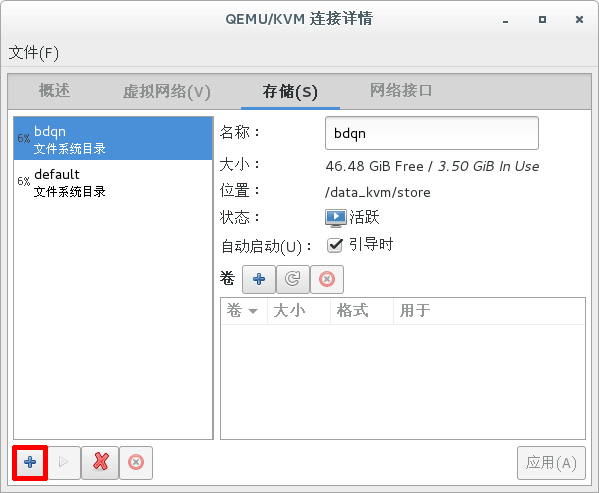 QEMU/KVM 连接详情
文件(F)
概述 虚拟网络(V) 存储(S) 网络接口
6% bdqn
文件系统目录
6% default
文件系统目录
名称： bdqn
大小： 46.48 GiB Free / 3.50 GiB In Use
位置： /data_kvm/store
状态： 活跃
自动启动(U)： 引导时
卷
卷 大小 格式 用于
应用(A)